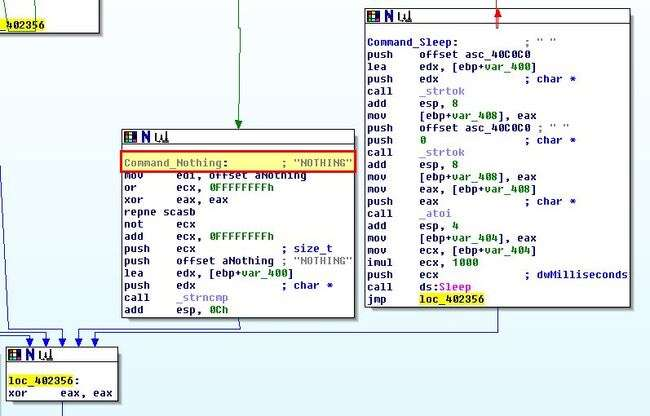 loc_402356
Command_Nothing: ; "NOTHING"
mov edi, offset aNothing
or ecx, 0FFFFFFFFh
xor eax, eax
repne scasb
not ecx
add ecx, 0FFFFFFFFh
push ecx ; size_t
push offset aNothing ; "NOTHING"
lea edx, [ebp+var_400]
push edx ; char *
call _strncmp
add esp, 0Ch
Command_Sleep: ; " "
push offset asc_40C0C0
lea edx, [ebp+var_400]
push edx ; char *
call _strtok
add esp, 8
mov [ebp+var_408], eax
push offset asc_40C0C0 ; " "
push 0 ; char *
call _strtok
add esp, 8
mov [ebp+var_408], eax
mov eax, [ebp+var_408]
push eax ; char *
call _atoi
add esp, 4
mov [ebp+var_404], eax
mov ecx, [ebp+var_404]
imul ecx, 1000
push ecx ; dwMilliseconds
call ds:Sleep
jmp loc_402356
loc_402356:
xor eax, eax